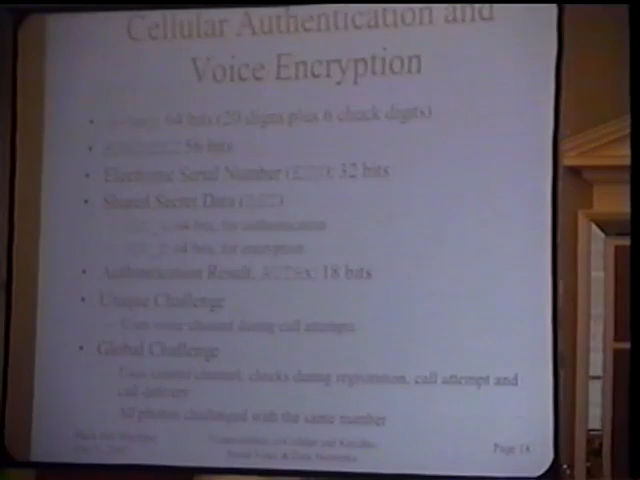 Cellular Authentication and
Voice Encryption
• 64 bits (20 digits plus 6 check digits)
• 56 bits
• Electronic Serial Number (ESN): 32 bits
• Shared Secret Data (SSD)
64 bits, for authentication
64 bits, for encryption
• Authentication Result, 18 bits
• Unique Challenge
– Uses voice channel during call attempts
• Global Challenge
– Uses control channel, checks during registration, call attempt and
call delivery
– All phones challenged with the same number
Page 18